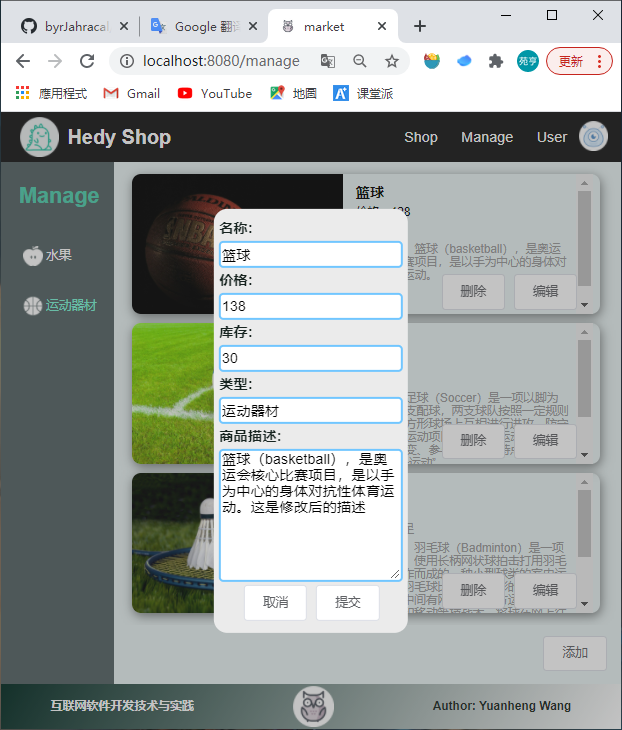 byrJahraca
Google 翻訳
market
localhost:8080/manage
苑亨
更新
應用程式
Gmail
YouTube
地圖
课堂派
Hedy Shop
Shop
Manage
User
Manage
水果
运动器材
篮球
138
篮球（basketball），是奥运
赛项目，是以手为中心的身体对
运动。
删除
编辑
名称：
篮球
价格：
138
库存：
30
类型：
运动器材
商品描述：
篮球（basketball），是奥
运会核心比赛项目，是以手
为中心的身体对抗性体育运
动。这是修改后的描述
取消
提交
足球（Soccer）是一项以脚为
支配球，两支球队按照一定规则
删除
编辑
足
羽毛球（Badminton）是一项
使用长柄网状球拍击打用羽毛
删除
编辑
添加
互联网软件开发技术与实践
Author: Yuanheng Wang